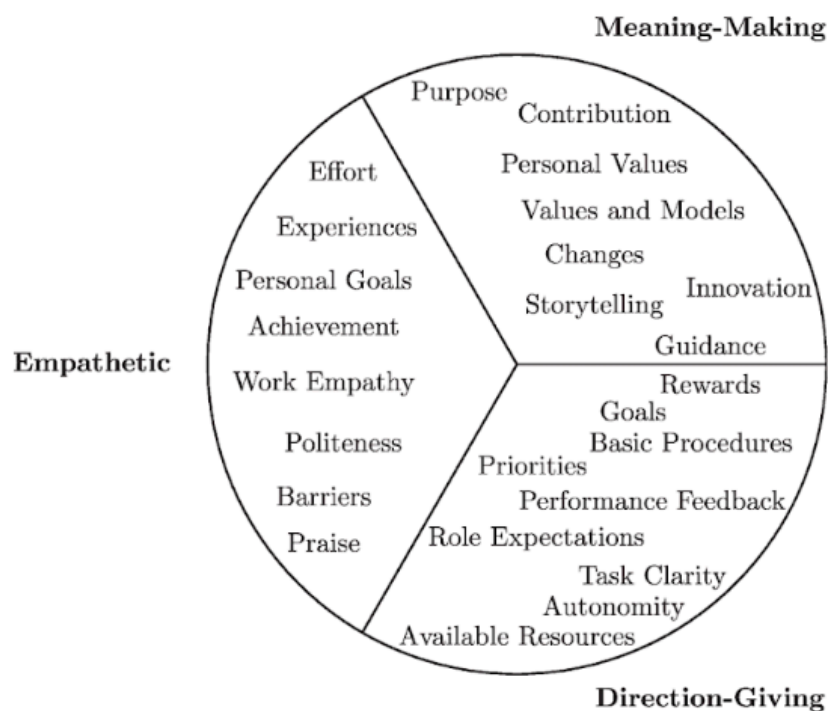 Meaning-Making
Purpose
Contribution
Personal Values
Values and Models
Changes
Innovation
Storytelling
Guidance
Empathetic
Effort
Experiences
Personal Goals
Achievement
Work Empathy
Politeness
Barriers
Praise
Rewards
Goals
Basic Procedures
Priorities
Performance Feedback
Role Expectations
Task Clarity
Autonomity
Available Resources
Direction-Giving